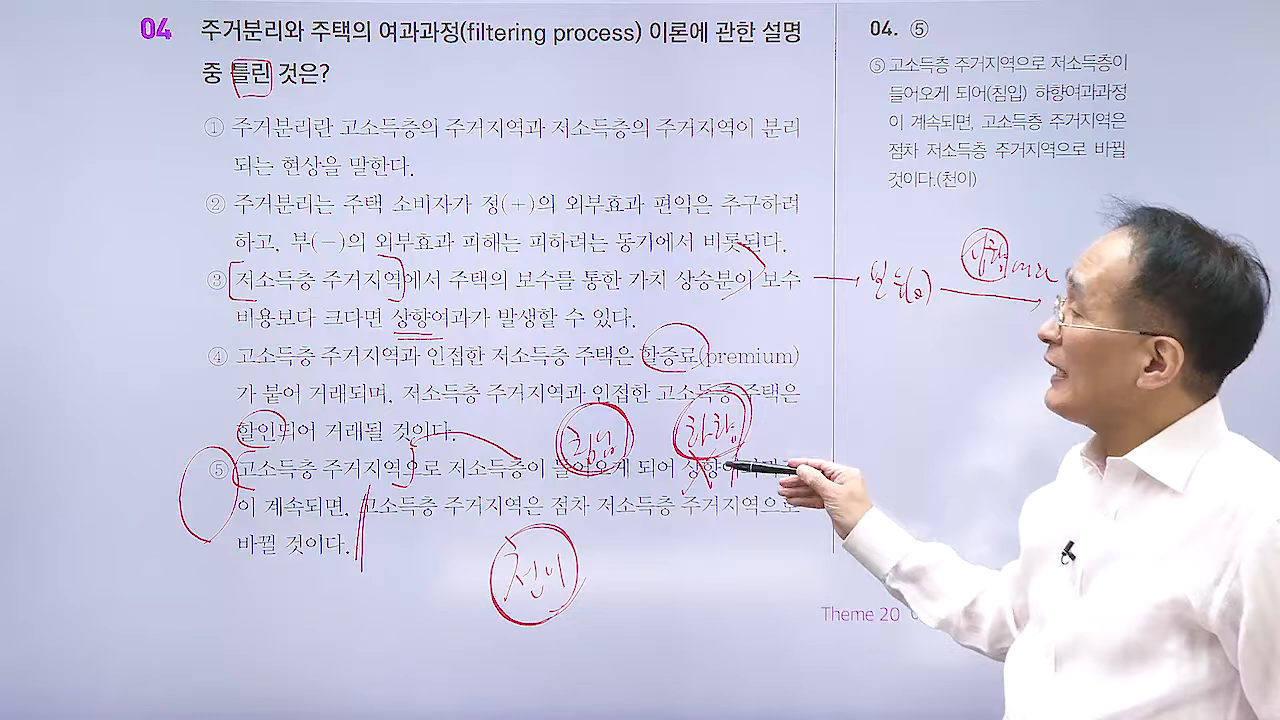 04 주거분리와 주택의 여과과정(filtering process) 이론에 관한 설명
중 틀린 것은?
① 주거분리란 고소득층의 주거지역과 저소득층의 주거지역이 분리
되는 현상을 말한다.
② 주거분리는 주택 소비자가 정(+)의 외부효과 편익은 추구하려
하고, 부(-)의 외부효과 피해는 피하려는 동기에서 비롯된다.
③ 저소득층 주거지역에서 주택의 보수를 통한 가치 상승분이 보수
비용보다 크다면 상향여과가 발생할 수 있다.
④ 고소득층 주거지역과 인접한 저소득층 주택은 할증료(premium)
가 붙어 거래되며, 저소득층 주거지역과 인접한 고소득층 주택은
할인되어 거래될 것이다.
침입
하향
⑤ 고소득층 주거지역으로 저소득층이 들어오게 되어 상향여과과정
이 계속되면, 고소득층 주거지역은 점차 저소득층 주거지역으로
바뀔 것이다.
천이
04. ⑤
⑤ 고소득층 주거지역으로 저소득층이
들어오게 되어(침입) 하향여과과정
이 계속되면, 고소득층 주거지역은
점차 저소득층 주거지역으로 바뀔
것이다.(천이)
상향여과
Theme 20